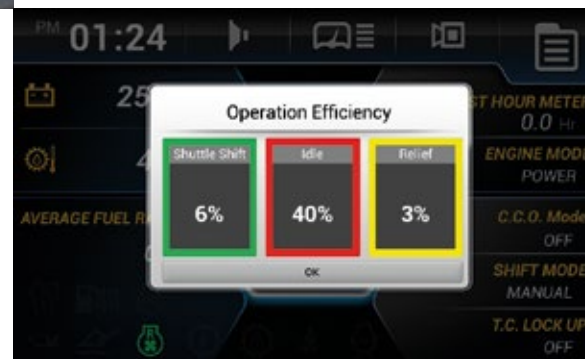 PM 01:24
25
Operation Efficiency
Shuttle Shift
Idle
Relief
6%
40%
3%
OK
4
AVERAGE FUEL R
HOUR METER
0.0 Hr
ENGINE MODE
POWER
C.C.O. Mode
OFF
SHIFT MODE
MANUAL
T.C. LOCK UP
OFF